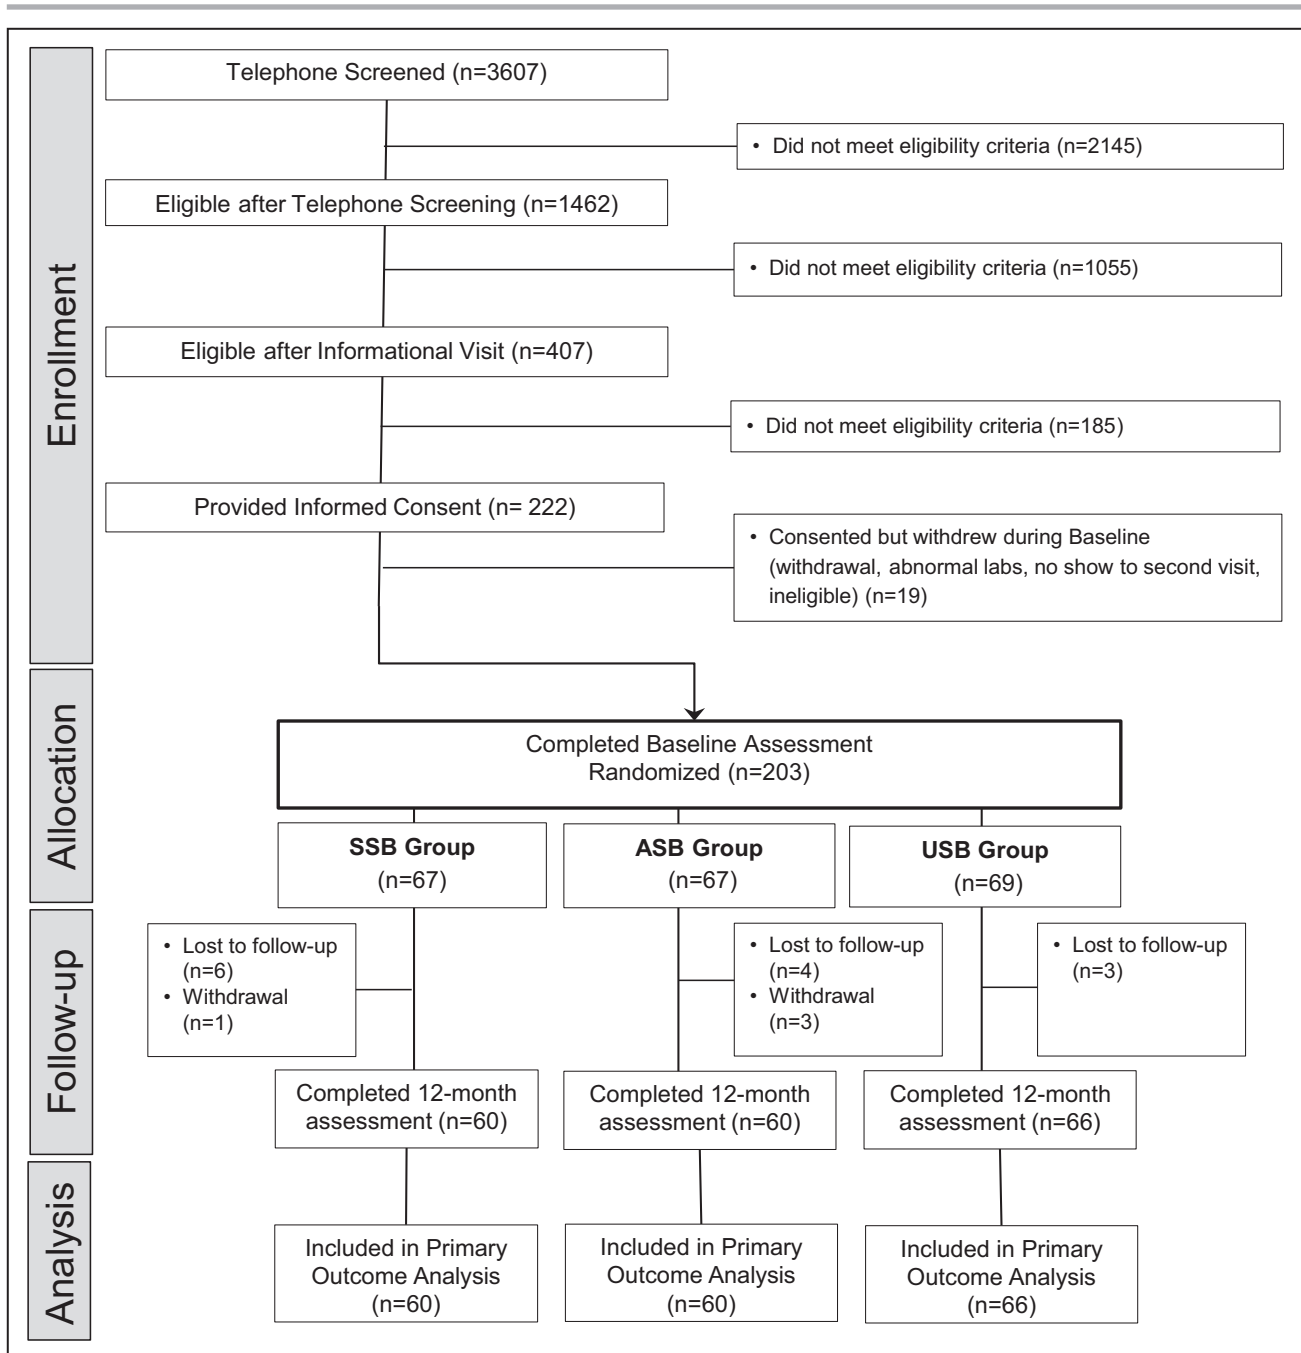 Enrollment
Telephone Screened (n=3607)
• Did not meet eligibility criteria (n=2145)
Eligible after Telephone Screening (n=1462)
• Did not meet eligibility criteria (n=1055)
Eligible after Informational Visit (n=407)
• Did not meet eligibility criteria (n=185)
Provided Informed Consent (n= 222)
• Consented but withdrew during Baseline
(withdrawal, abnormal labs, no show to second visit,
ineligible) (n=19)
Allocation
Completed Baseline Assessment
Randomized (n=203)
SSB Group
(n=67)
ASB Group
(n=67)
USB Group
(n=69)
Follow-up
• Lost to follow-up
(n=6)
• Withdrawal
(n=1)
• Lost to follow-up
(n=4)
• Withdrawal
(n=3)
• Lost to follow-up
(n=3)
Completed 12-month
assessment (n=60)
Completed 12-month
assessment (n=60)
Completed 12-month
assessment (n=66)
Analysis
Included in Primary
Outcome Analysis
(n=60)
Included in Primary
Outcome Analysis
(n=60)
Included in Primary
Outcome Analysis
(n=66)